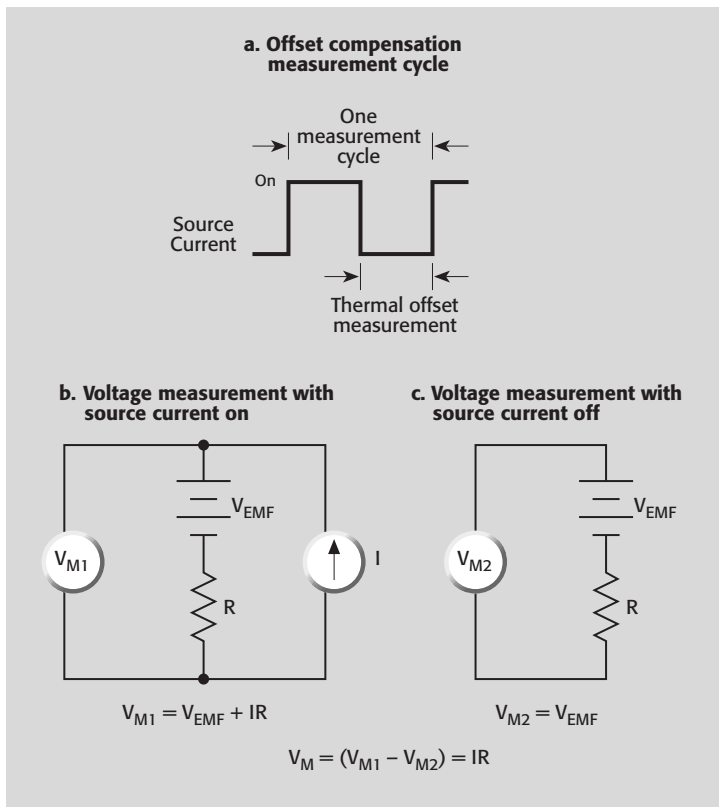 a. Offset compensation
measurement cycle
One
measurement
cycle
On
Source
Current
Thermal offset
measurement
b. Voltage measurement with
source current on
V_EMF
V_M1
I
R
V_M1 = V_EMF + IR
c. Voltage measurement with
source current off
V_EMF
V_M2
R
V_M2 = V_EMF
V_M = (V_M1 – V_M2) = IR